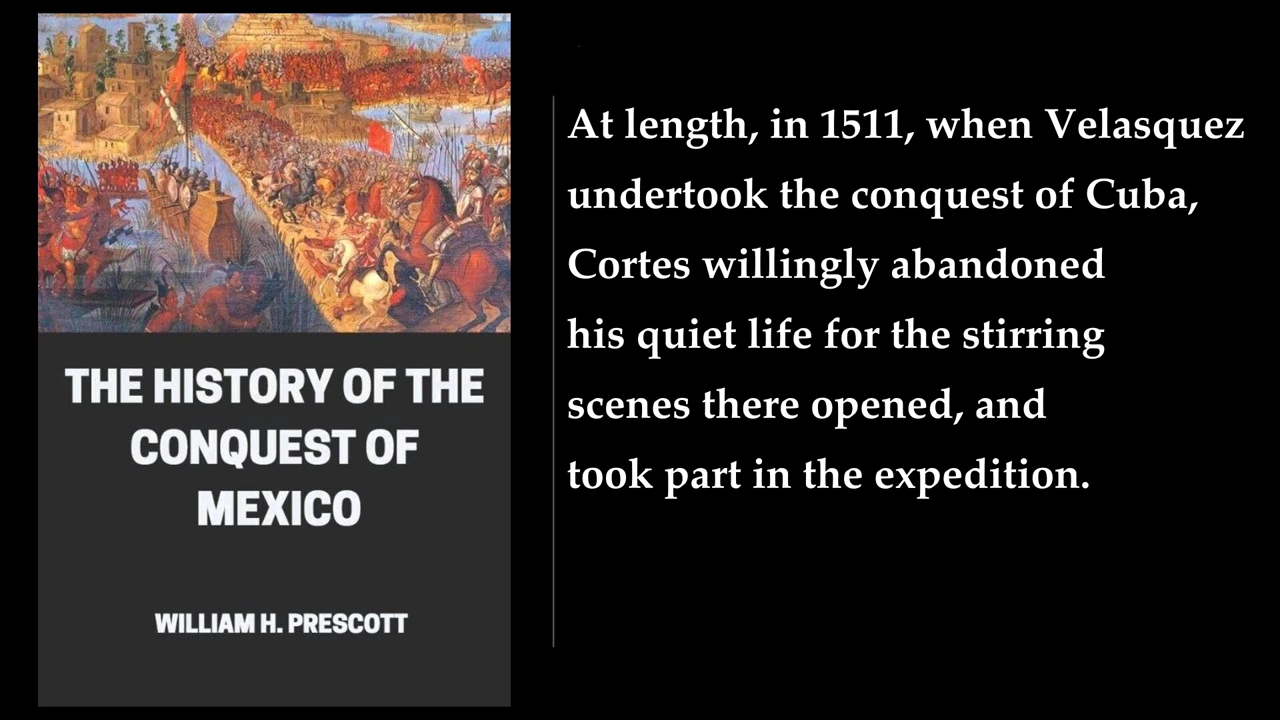 THE HISTORY OF THE
CONQUEST OF
MEXICO
WILLIAM H. PRESCOTT
At length, in 1511, when Velasquez
undertook the conquest of Cuba,
Cortes willingly abandoned
his quiet life for the stirring
scenes there opened, and
took part in the expedition.